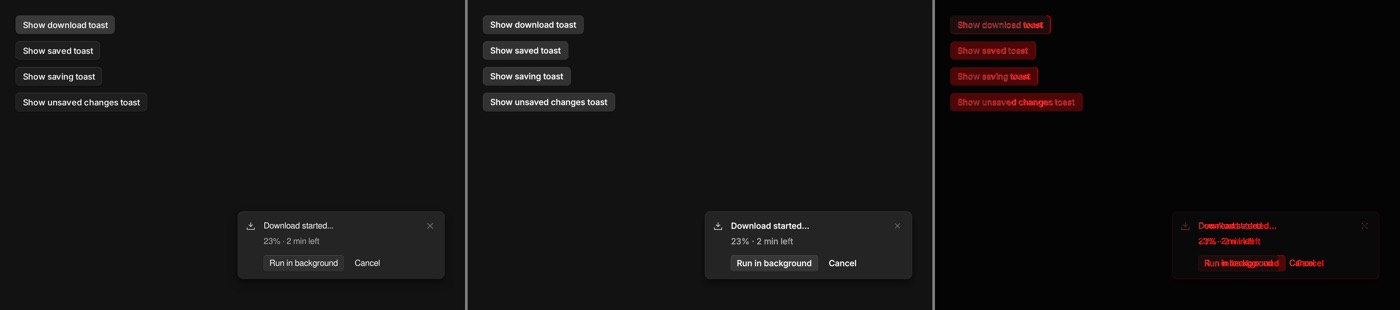 Show download toast
Show saved toast
Show saving toast
Show unsaved changes toast
Download started...
23% · 2 min left
Run in background Cancel
Show download toast
Show saved toast
Show saving toast
Show unsaved changes toast
Download started...
23% · 2 min left
Run in background Cancel
Show download toast
Show saved toast
Show saving toast
Show unsaved changes toast